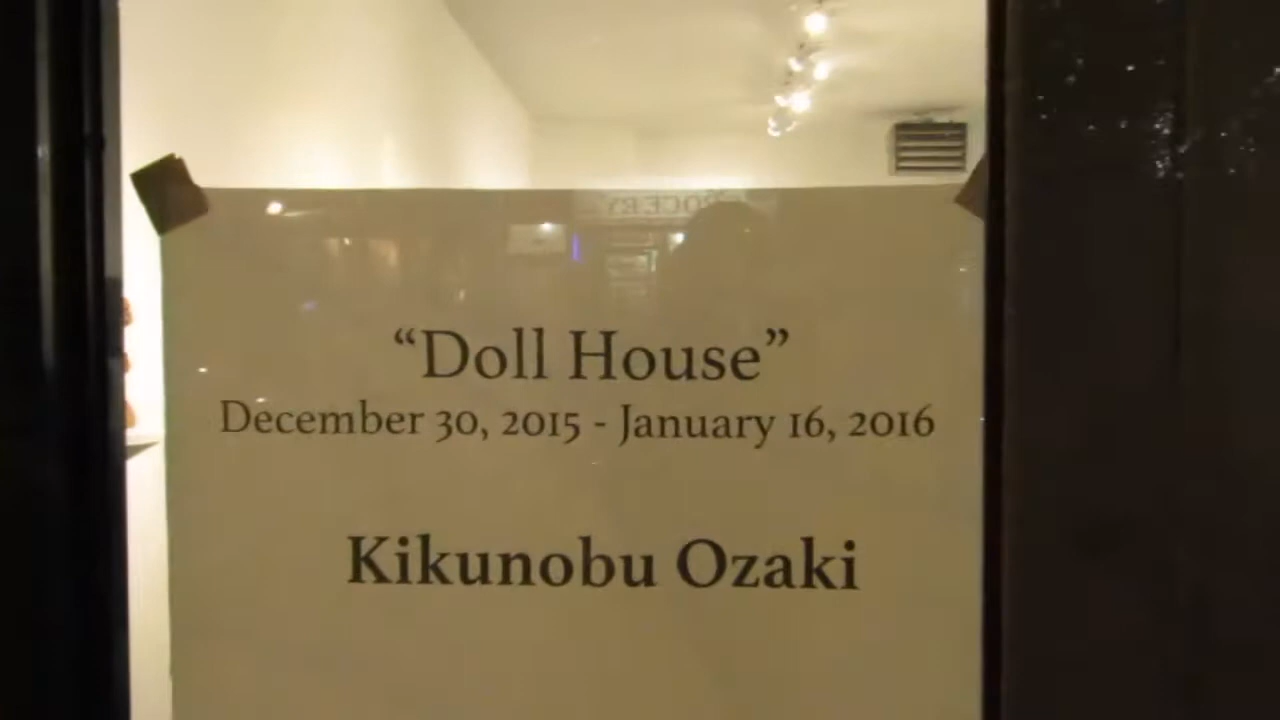 “Doll House”
December 30, 2015 - January 16, 2016
Kikunobu Ozaki